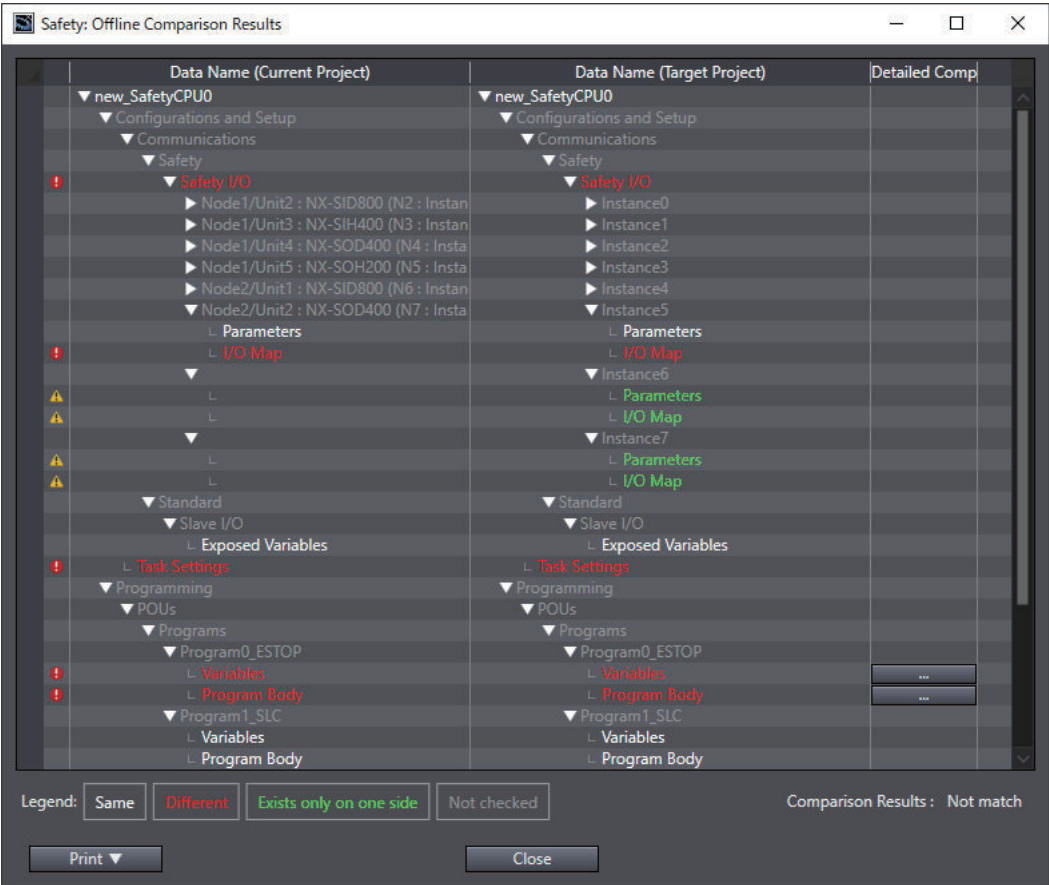 Safety: Offline Comparison Results
Data Name (Current Project) Data Name (Target Project) Detailed Comp
new_SafetyCPU0 new_SafetyCPU0
Configurations and Setup Configurations and Setup
Communications Communications
Safety Safety
Safety I/O Safety I/O
Node1/Unit2 : NX-SID800 (N2 : Instan Instance0
Node1/Unit3 : NX-SIH400 (N3 : Instan Instance1
Node1/Unit4 : NX-SOD400 (N4 : Insta Instance2
Node1/Unit5 : NX-SOH200 (N5 : Insta Instance3
Node2/Unit1 : NX-SID800 (N6 : Instan Instance4
Node2/Unit2 : NX-SOD400 (N7 : Insta Instance5
Parameters Parameters
I/O Map I/O Map
Instance6
Parameters
I/O Map
Instance7
Parameters
I/O Map
Standard Standard
Slave I/O Slave I/O
Exposed Variables Exposed Variables
Task Settings Task Settings
Programming Programming
POUs POUs
Programs Programs
Program0_ESTOP Program0_ESTOP
Variables Variables ...
Program Body Program Body ...
Program1_SLC Program1_SLC
Variables Variables
Program Body Program Body
Legend: Same Different Exists only on one side Not checked Comparison Results : Not match
Print ▼ Close